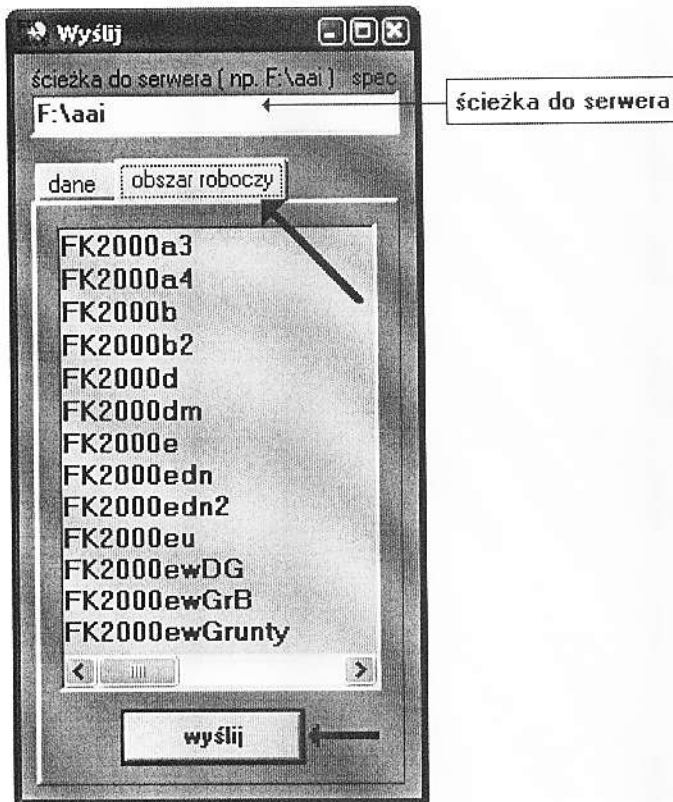 Wyślij
ścieżka do serwera ( np. F:\aai ) spec
F:\aai
ścieżka do serwera
dane
obszar roboczy
FK2000a3
FK2000a4
FK2000b
FK2000b2
FK2000d
FK2000dm
FK2000e
FK2000edn
FK2000edn2
FK2000eu
FK2000ewDG
FK2000ewGrB
FK2000ewGrunty
wyślij